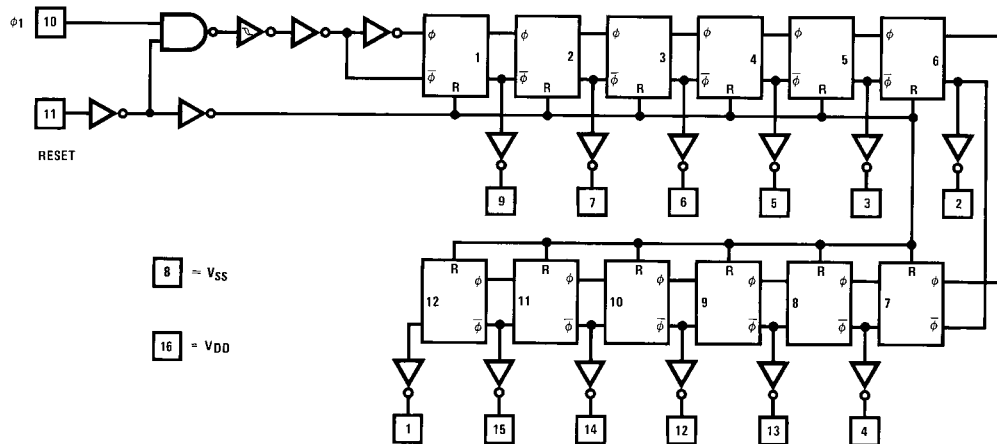 ϕ1 10
ϕ ϕ ϕ ϕ ϕ ϕ
1 2 3 4 5 6
ϕ̅ ϕ̅ ϕ̅ ϕ̅ ϕ̅ ϕ̅
R R R R R R
11
RESET
9 7 6 5 3 2
8 = VSS
R R R R R R
ϕ ϕ ϕ ϕ ϕ ϕ
12 11 10 9 8 7
ϕ̅ ϕ̅ ϕ̅ ϕ̅ ϕ̅ ϕ̅
16 = VDD
1 15 14 12 13 4